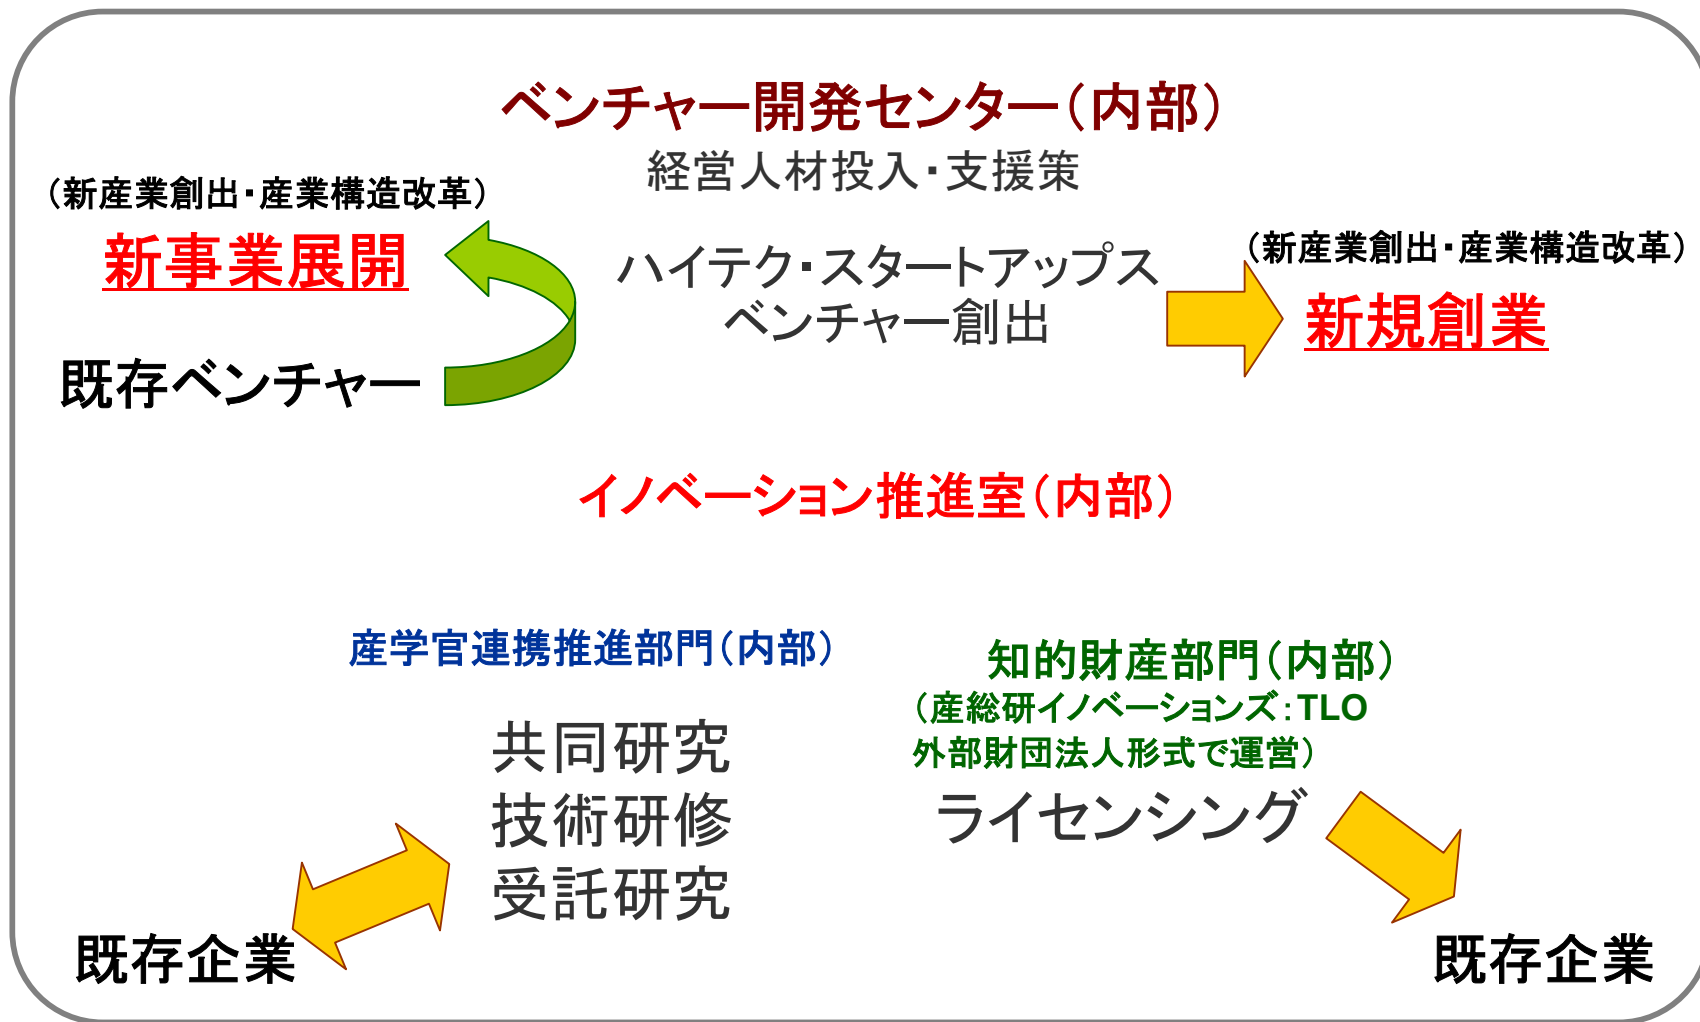 ベンチャー開発センター（内部）
経営人材投入・支援策
（新産業創出・産業構造改革）
新事業展開
ハイテク・スタートアップス
ベンチャー創出
（新産業創出・産業構造改革）
新規創業
既存ベンチャー
イノベーション推進室（内部）
産学官連携推進部門（内部）
共同研究
技術研修
受託研究
知的財産部門（内部）
（産総研イノベーションズ：TLO
外部財団法人形式で運営）
ライセンシング
既存企業
既存企業